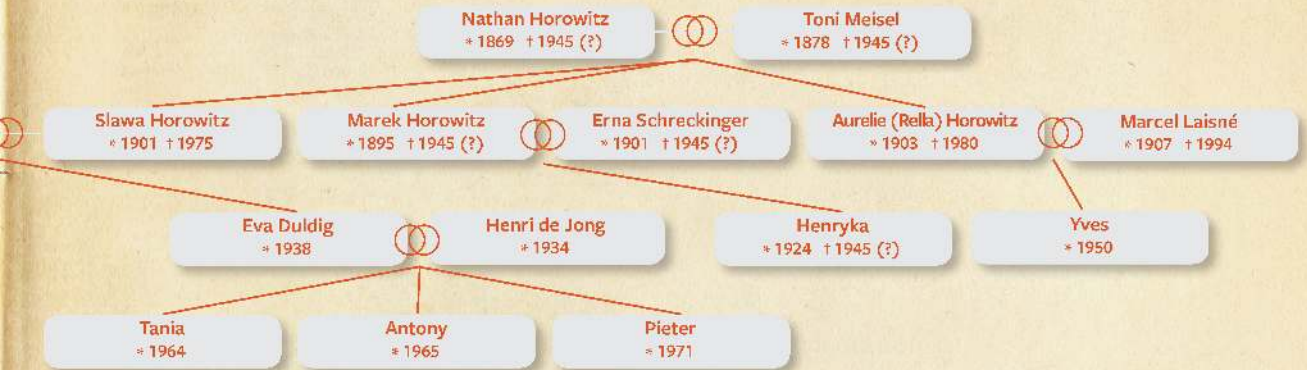 Nathan Horowitz
* 1869 † 1945 (?)
Toni Meisel
* 1878 † 1945 (?)
Slawa Horowitz
* 1901 † 1975
Marek Horowitz
* 1895 † 1945 (?)
Erna Schreckinger
* 1901 † 1945 (?)
Aurelie (Rella) Horowitz
* 1903 † 1980
Marcel Laisné
* 1907 † 1994
Eva Duldig
* 1938
Henri de Jong
* 1934
Henryka
* 1924 † 1945 (?)
Yves
* 1950
Tania
* 1964
Antony
* 1965
Pieter
* 1971